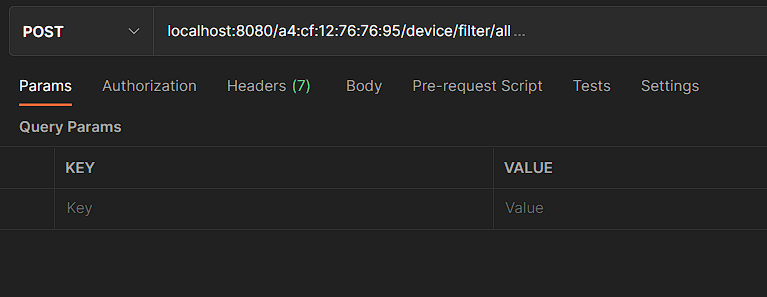 POST localhost:8080/a4:cf:12:76:76:95/device/filter/all ...
Params Authorization Headers (7) Body Pre-request Script Tests Settings
Query Params
KEY VALUE
Key Value